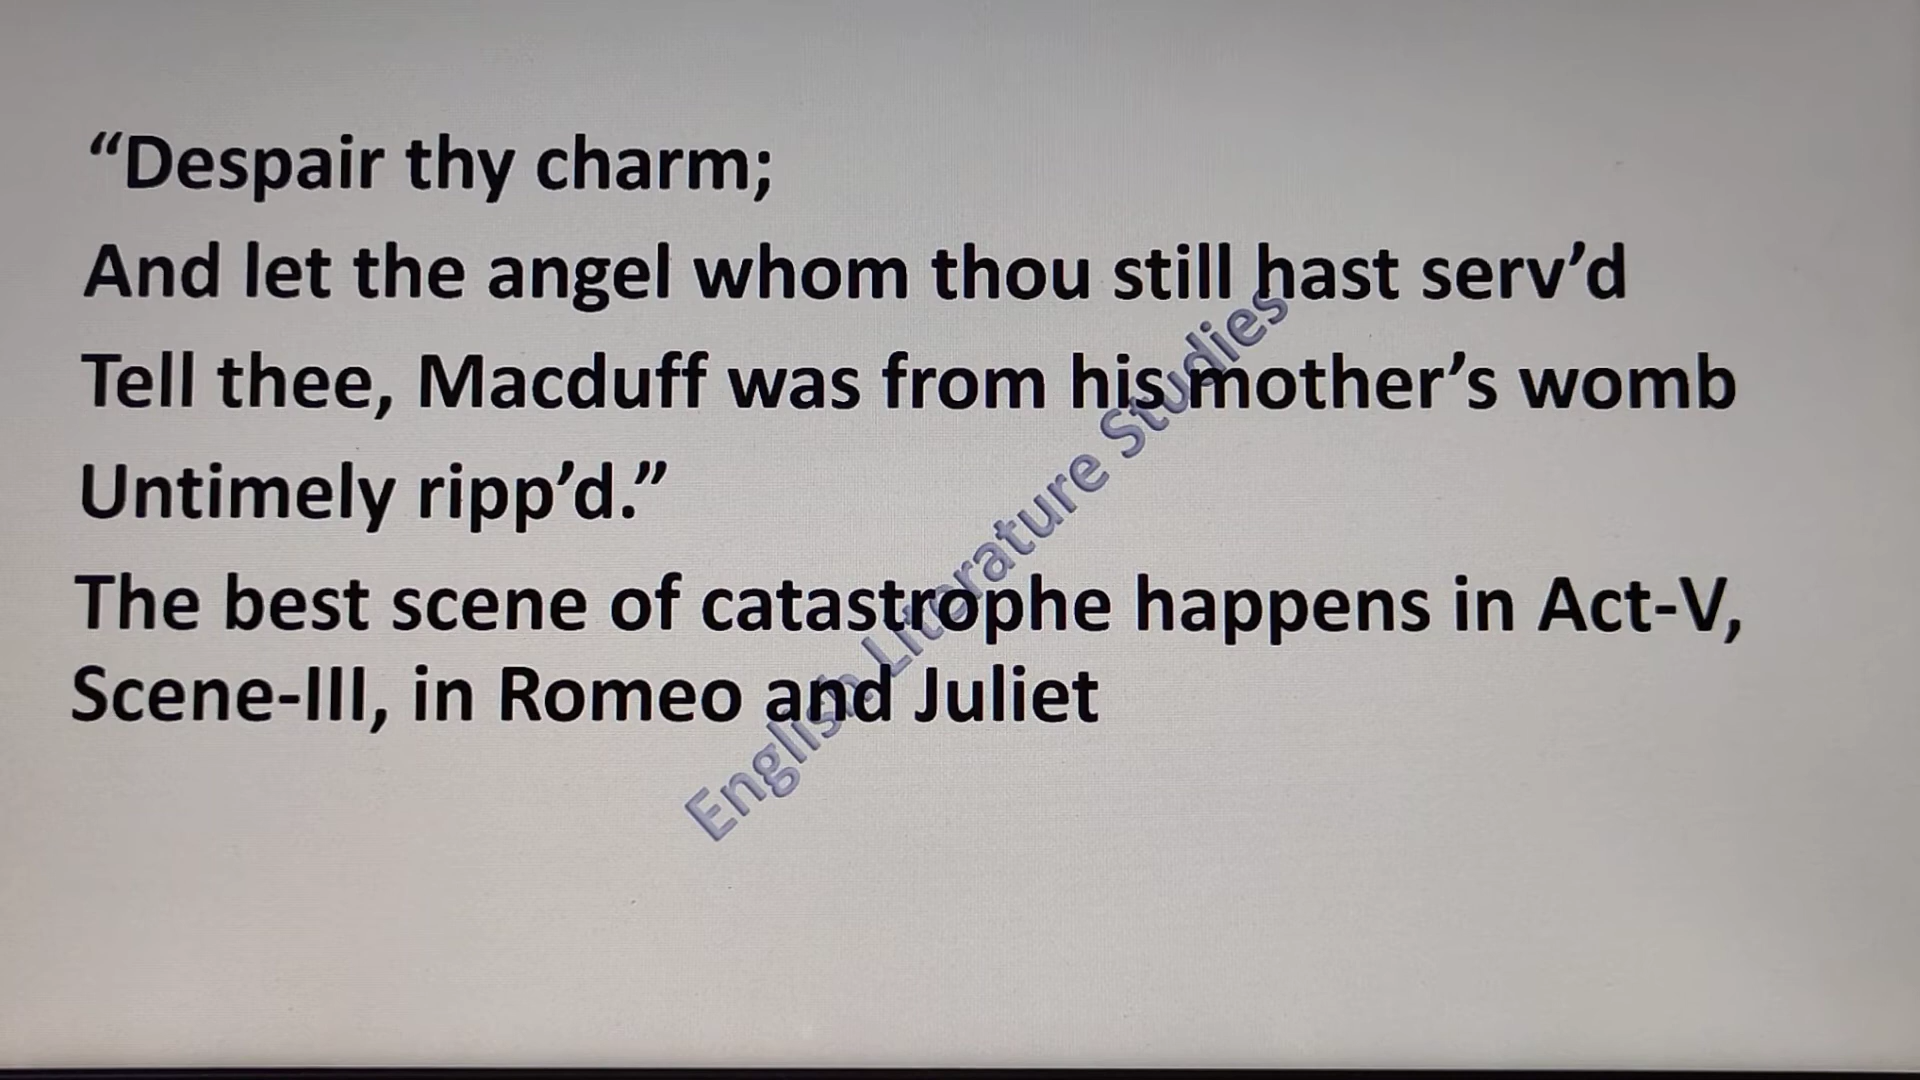 “Despair thy charm;
And let the angel whom thou still hast serv’d
Tell thee, Macduff was from his mother’s womb
Untimely ripp’d.”
The best scene of catastrophe happens in Act-V,
Scene-III, in Romeo and Juliet
English Literature Studies